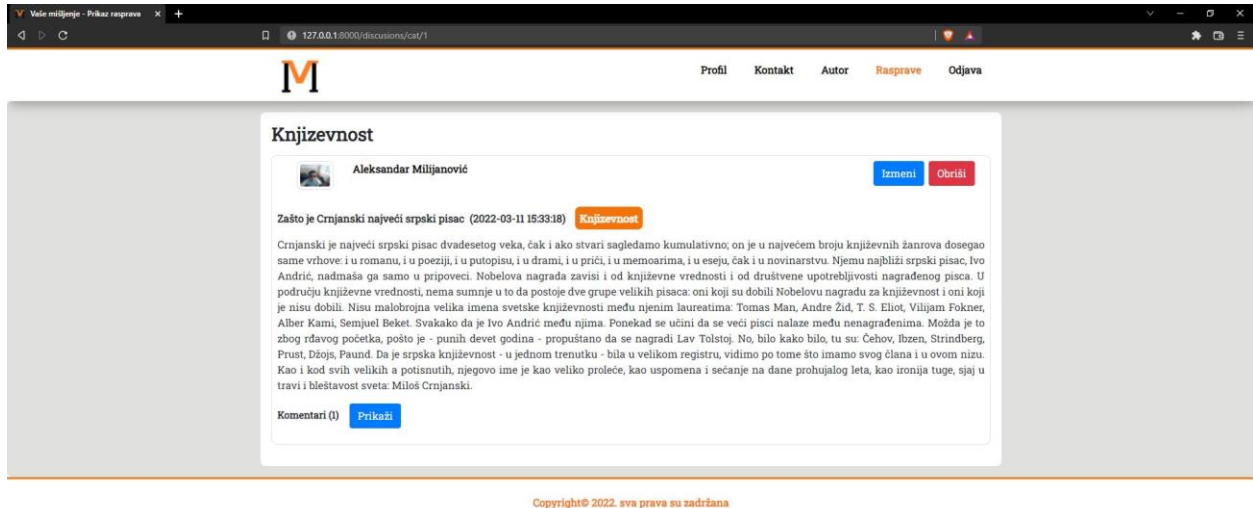 Vaše mišljenje - Prikaz rasprava
127.0.0.1:8000/discusions/cat/1
M
Profil Kontakt Autor Rasprave Odjava
Knjizevnost
Aleksandar Milijanović
Izmeni Obriši
Zašto je Crnjanski najveći srpski pisac (2022-03-11 15:33:18) Knjizevnost
Crnjanski je najveći srpski pisac dvadesetog veka, čak i ako stvari sagledamo kumulativno; on je u najvećem broju književnih žanrova dosegao
same vrhove: i u romanu, i u poeziji, i u putopisu, i u drami, i u prići, i u memoarima, i u eseju, čak i u novinarstvu. Njemu najbliži srpski pisac, Ivo
Andrić, nadmaša ga samo u pripoveci. Nobelova nagrada zavisi i od književne vrednosti i od društvene upotrebljivosti nagrađenog pisca. U
području književne vrednosti, nema sumnje u to da postoje dve grupe velikih pisaca: oni koji su dobili Nobelovu nagradu za književnost i oni koji
je nisu dobili. Nisu malobrojna velika imena svetske književnosti među njenim laureatima: Tomas Man, Andre Žid, T. S. Eliot, Vilijam Fokner,
Alber Kami, Semjuel Beket. Svakako da je Ivo Andrić među njima. Ponekad se učini da se veći pisci nalaze među nenagrađenima. Možda je to
zbog rđavog početka, pošto je - punih devet godina - propuštano da se nagradi Lav Tolstoj. No, bilo kako bilo, tu su: Čehov, Ibzen, Strindberg,
Prust, Džojs, Paund. Da je srpska književnost - u jednom trenutku - bila u velikom registru, vidimo po tome što imamo svog člana i u ovom nizu.
Kao i kod svih velikih a potisnutih, njegovo ime je kao veliko proleće, kao uspomena i sećanje na dane prohujalog leta, kao ironija tuge, sjaj u
travi i bleštavost sveta: Miloš Crnjanski.
Komentari (1) Prikaži
Copyright© 2022. sva prava su zadržana